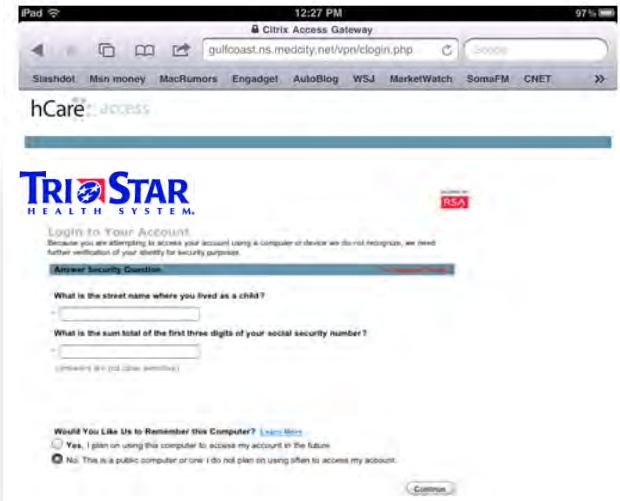 iPad 12:27 PM 97%
Citrix Access Gateway
gulfcoast.ns.medcity.net/vpn/clogin.php Google
Slashdot Msn money MacRumors Engadget AutoBlog WSJ MarketWatch SomaFM CNET >>
hCare access
TRISTAR
HEALTH SYSTEM.
RSA
Login to Your Account
Because you are attempting to access your account using a computer or device we do not recognize, we need
further verification of your identity for security purposes.
Answer Security Question
What is the street name where you lived as a child?
What is the sum total of the first three digits of your social security number?
(answers are not case sensitive)
Would You Like Us to Remember this Computer? Learn More
Yes, I plan on using this computer to access my account in the future.
No. This is a public computer or one I do not plan on using often to access my account.
Continue